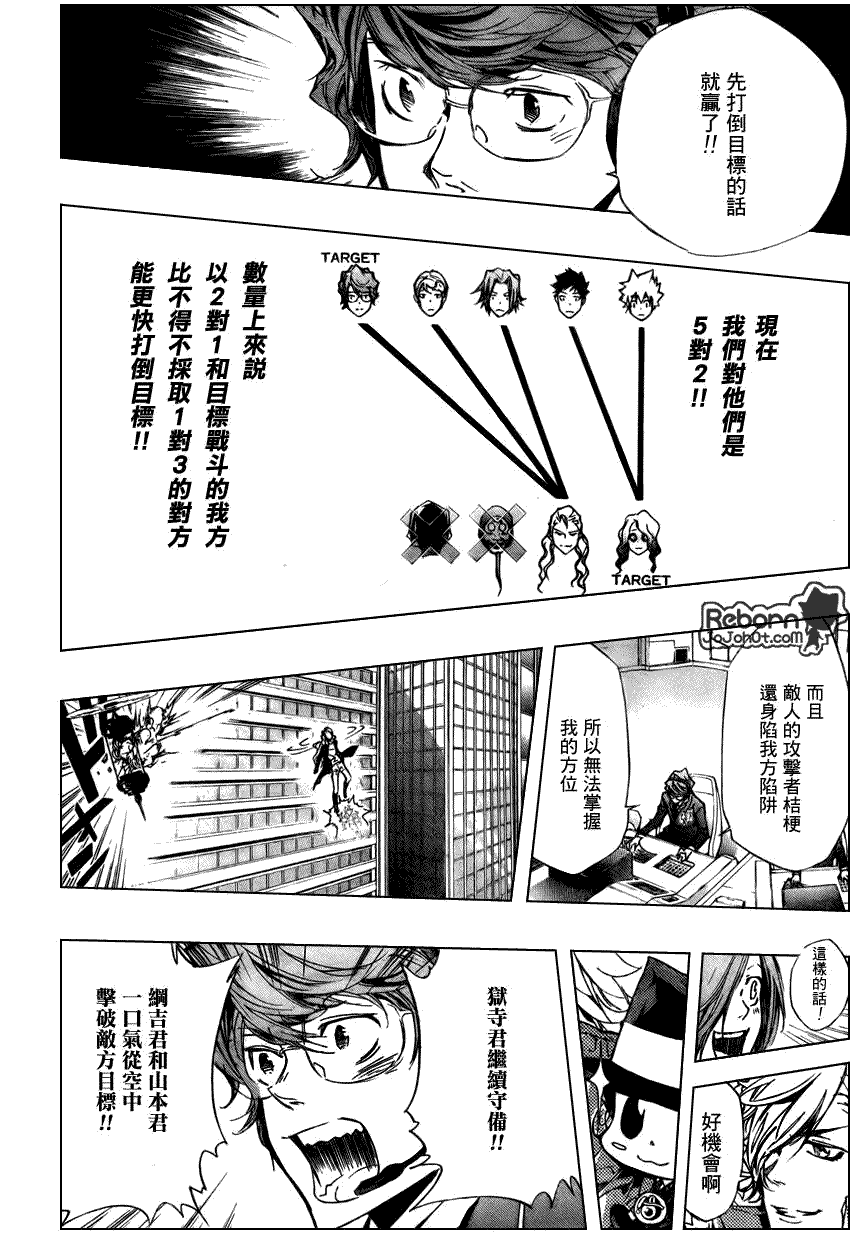 先打倒目標的話
就贏了!!
現在
我們對他們是
5對2!!
TARGET
TARGET
數量上來說
以2對1和目標戰斗的我方
比不得不採取1對3的對方
能更快打倒目標!!
Reborn
JoJoHOt.com
而且
敵人的攻擊者桔梗
還身陷我方陷阱
所以無法掌握
我的方位
這樣的話!
好機會啊
獄寺君繼續守備!!
綱吉君和山本君
一口氣從空中
擊破敵方目標!!